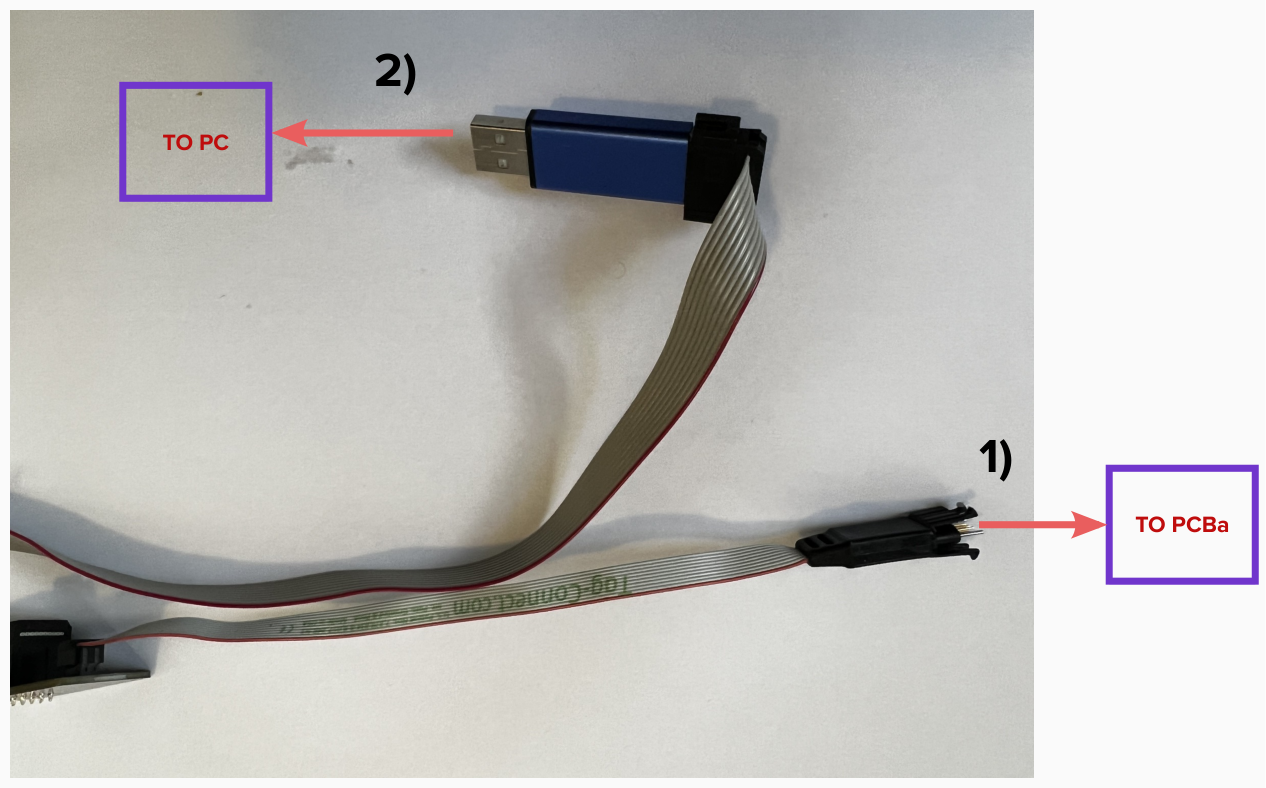 2)
TO PC
1)
TO PCBa
Tag-Connect.com